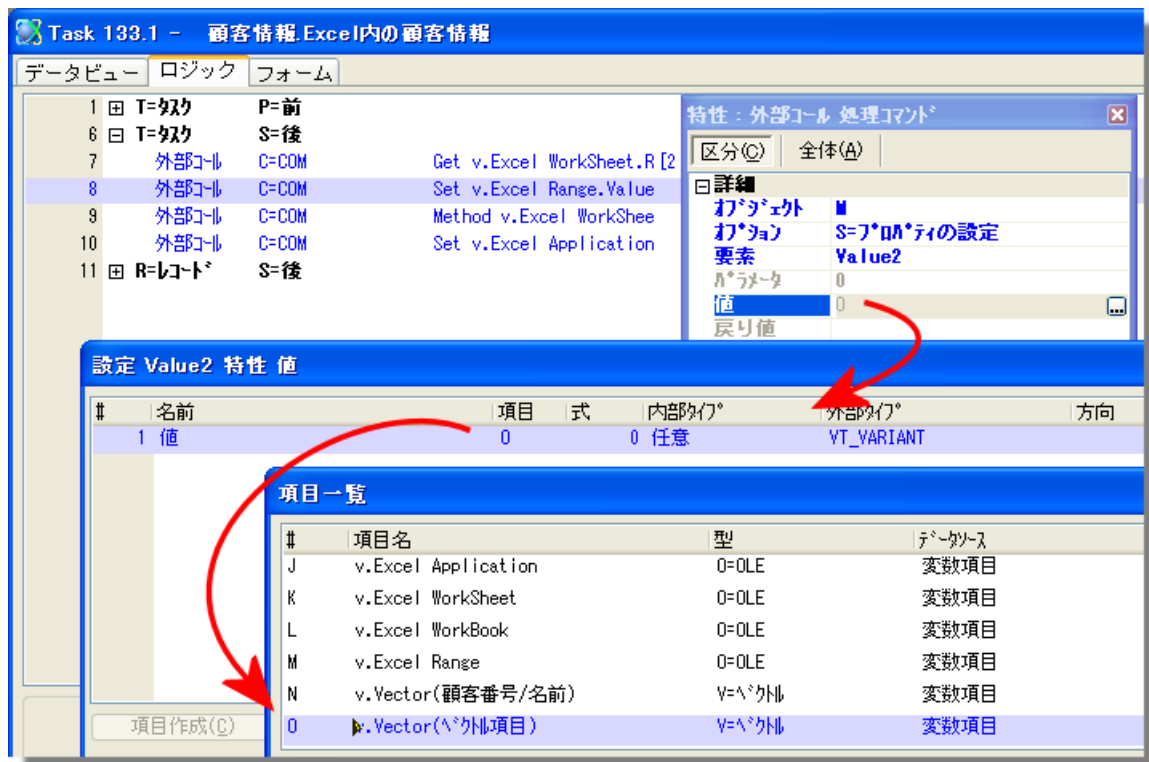 Task 133.1 - 顧客情報.Excel内の顧客情報
データビュー ロジック フォーム
1 T=ﾀｽｸ P=前
6 T=ﾀｽｸ S=後
7 外部ｺｰﾙ C=COM Get v.Excel WorkSheet.R[2
8 外部ｺｰﾙ C=COM Set v.Excel Range.Value
9 外部ｺｰﾙ C=COM Method v.Excel WorkShee
10 外部ｺｰﾙ C=COM Set v.Excel Application
11 R=ﾚｺｰﾄﾞ S=後
特性：外部ｺｰﾙ 処理ｺﾏﾝﾄﾞ
区分(C) 全体(A)
詳細
ｵﾌﾞｼﾞｪｸﾄ M
ｵﾌﾟｼｮﾝ S=ﾌﾟﾛﾊﾟﾃｨの設定
要素 Value2
ﾊﾟﾗﾒｰﾀ 0
値 0 ...
戻り値
設定 Value2 特性 値
# 名前 項目 式 内部ﾀｲﾌﾟ 外部ﾀｲﾌﾟ 方向
1 値 O 0 任意 VT_VARIANT
項目作成(C)
項目一覧
# 項目名 型 ﾃﾞｰﾀｿｰｽ
J v.Excel Application O=OLE 変数項目
K v.Excel WorkSheet O=OLE 変数項目
L v.Excel WorkBook O=OLE 変数項目
M v.Excel Range O=OLE 変数項目
N v.Vector(顧客番号/名前) V=ﾍﾞｸﾄﾙ 変数項目
O v.Vector(ﾍﾞｸﾄﾙ項目) V=ﾍﾞｸﾄﾙ 変数項目